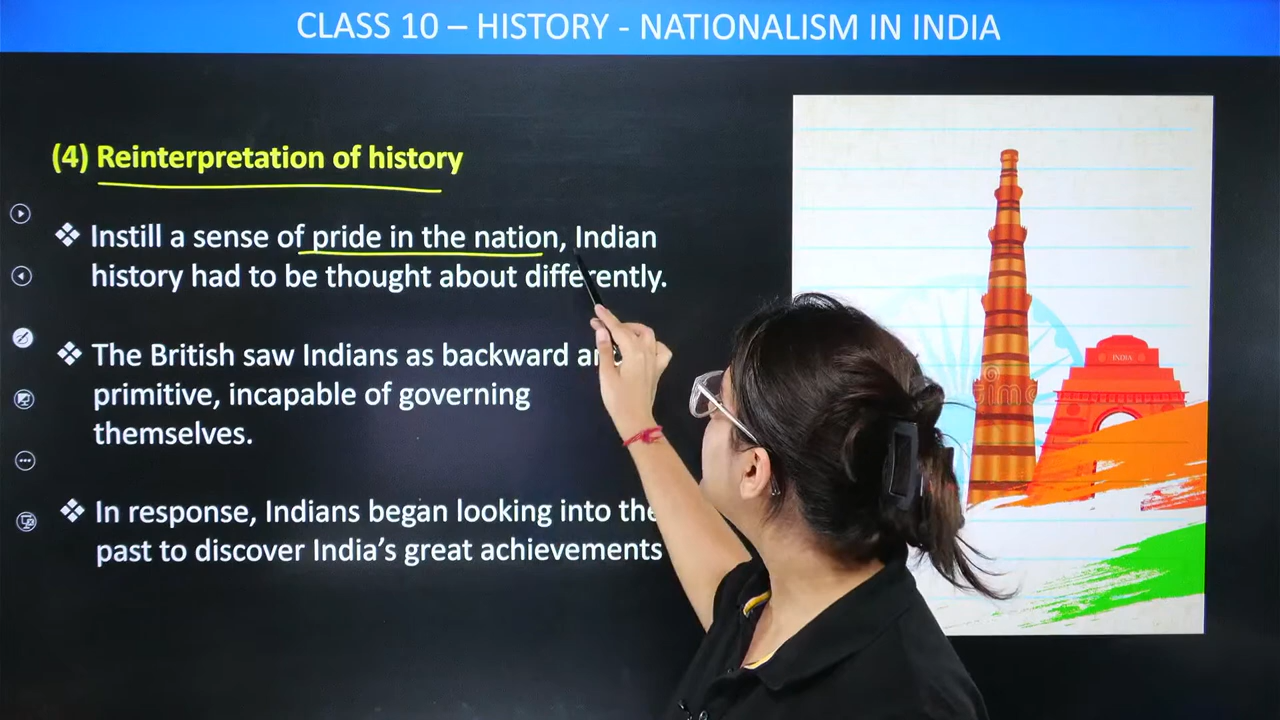 CLASS 10 – HISTORY - NATIONALISM IN INDIA
(4) Reinterpretation of history
❖ Instill a sense of pride in the nation, Indian
history had to be thought about differently.
❖ The British saw Indians as backward
primitive, incapable of governing
themselves.
❖ In response, Indians began looking into the
past to discover India's great achievements
INDIA